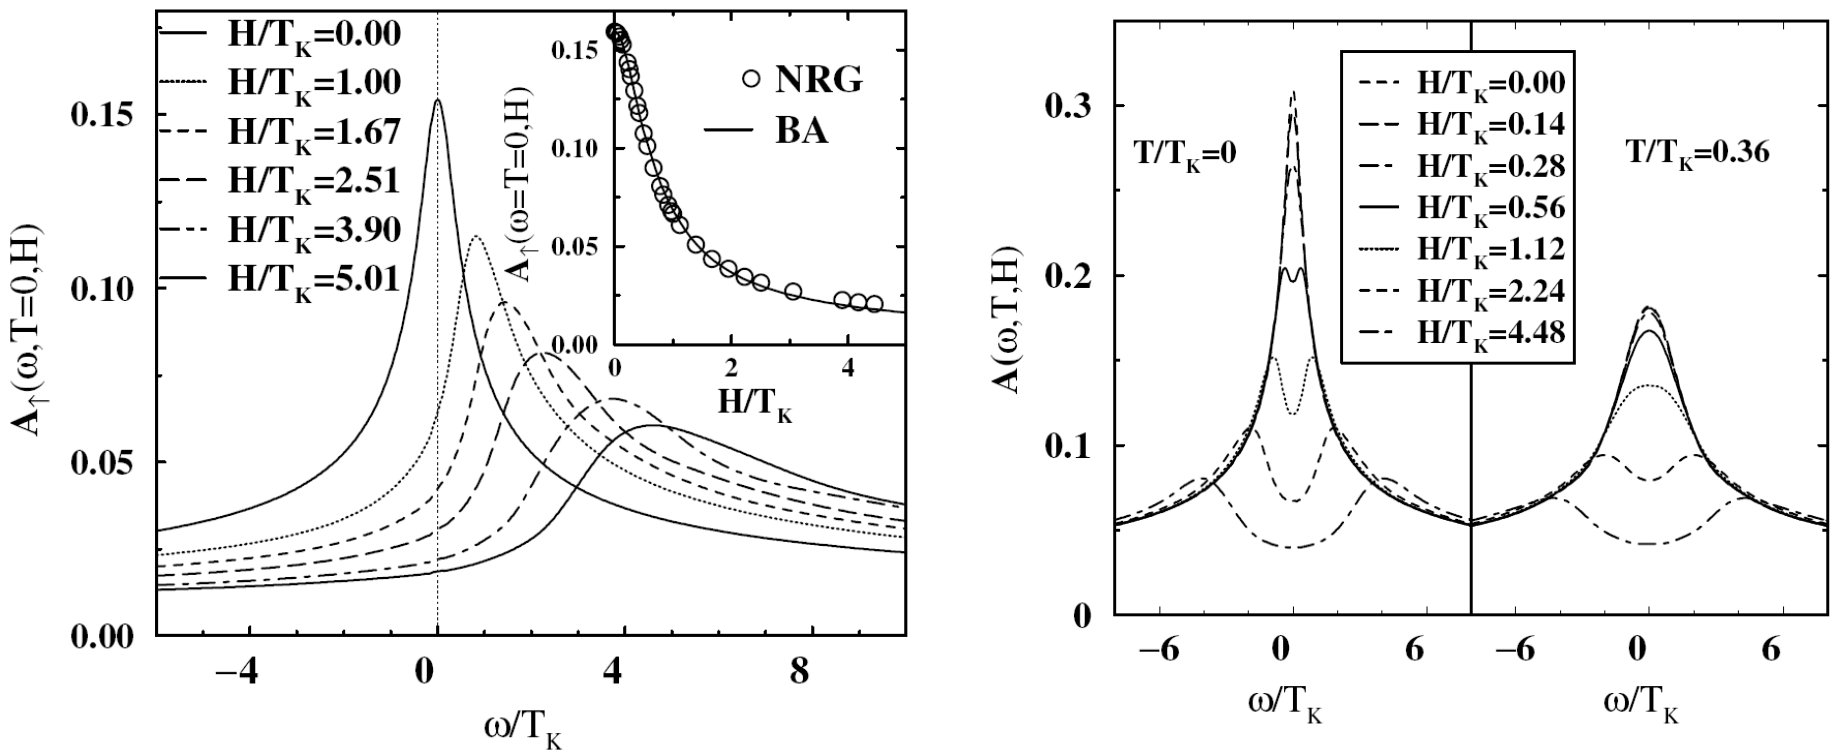 H/T_K=0.00
H/T_K=1.00
H/T_K=1.67
H/T_K=2.51
H/T_K=3.90
H/T_K=5.01
0.15
0.10
0.05
0.00
A↑(ω,T=0,H)
−4 0 4 8
ω/T_K
0.15
0.10
0.05
0.00
A↑(ω=T=0,H)
NRG
BA
0 2 4
H/T_K
0.3
0.2
0.1
0
A(ω,T,H)
T/T_K=0
H/T_K=0.00
H/T_K=0.14
H/T_K=0.28
H/T_K=0.56
H/T_K=1.12
H/T_K=2.24
H/T_K=4.48
T/T_K=0.36
−6 0 6
−6 0 6
ω/T_K
ω/T_K